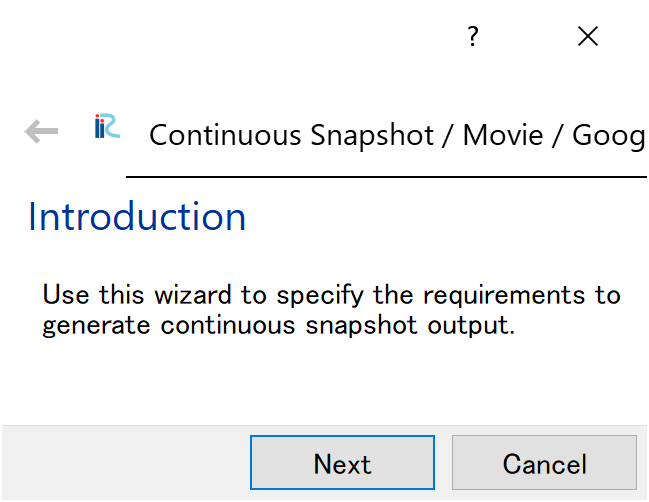 ?
Continuous Snapshot / Movie / Goog
Introduction
Use this wizard to specify the requirements to
generate continuous snapshot output.
Next
Cancel